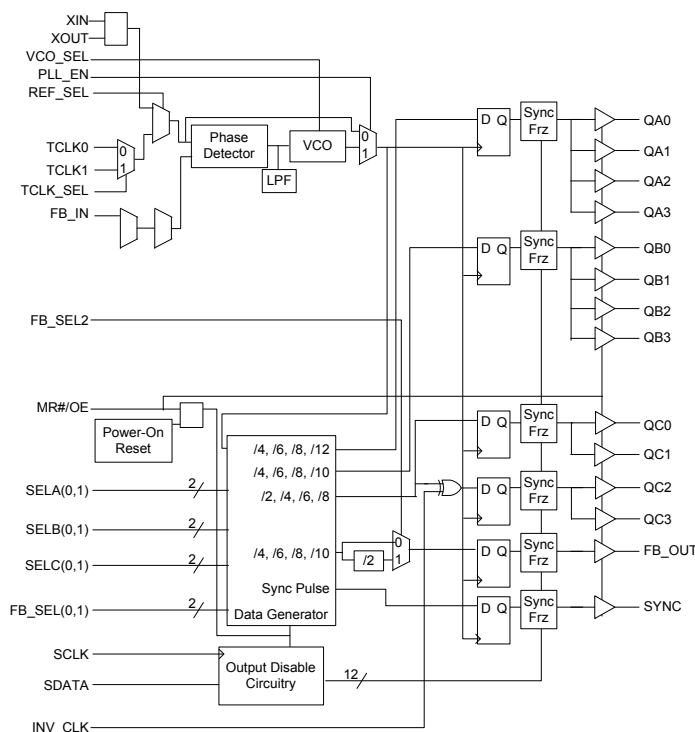 XIN
XOUT
VCO_SEL
PLL_EN
REF_SEL
TCLK0
TCLK1
TCLK_SEL
FB_IN
0
1
Phase
Detector
LPF
VCO
0
1
D Q
Sync
Frz
QA0
QA1
QA2
QA3
D Q
Sync
Frz
QB0
QB1
QB2
QB3
FB_SEL2
MR#/OE
Power-On
Reset
SELA(0,1)
2
SELB(0,1)
2
SELC(0,1)
2
FB_SEL(0,1)
2
/4, /6, /8, /12
/4, /6, /8, /10
/2, /4, /6, /8
/4, /6, /8, /10
/2
0
1
Sync Pulse
Data Generator
D Q
Sync
Frz
QC0
QC1
D Q
Sync
Frz
QC2
QC3
D Q
Sync
Frz
FB_OUT
D Q
Sync
Frz
SYNC
SCLK
SDATA
Output Disable
Circuitry
12
INV_CLK